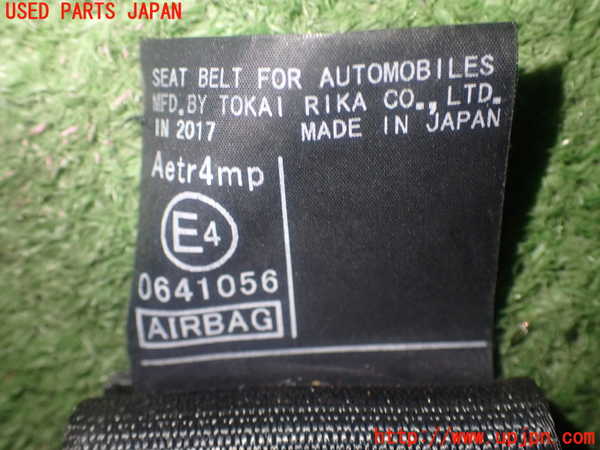 USED PARTS JAPAN
SEAT BELT FOR AUTOMOBILES
MFD.BY TOKAI RIKA CO.,LTD.
IN 2017 MADE IN JAPAN
Aetr4mp
E4
0641056
AIRBAG
http://www.upjpn.com